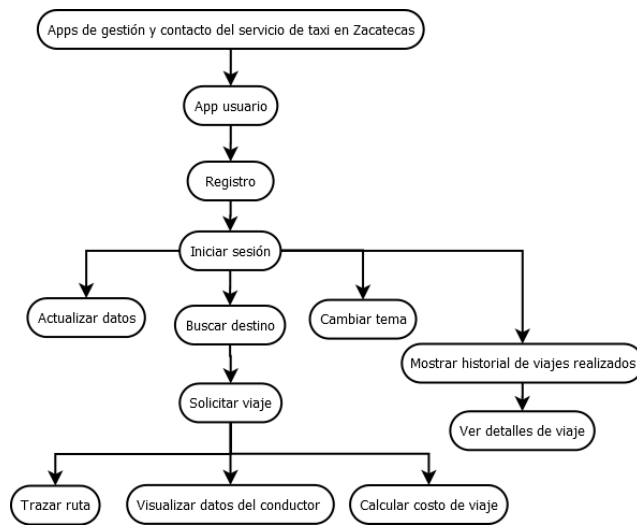 Apps de gestión y contacto del servicio de taxi en Zacatecas
App usuario
Registro
Iniciar sesión
Actualizar datos
Buscar destino
Cambiar tema
Mostrar historial de viajes realizados
Solicitar viaje
Ver detalles de viaje
Trazar ruta
Visualizar datos del conductor
Calcular costo de viaje